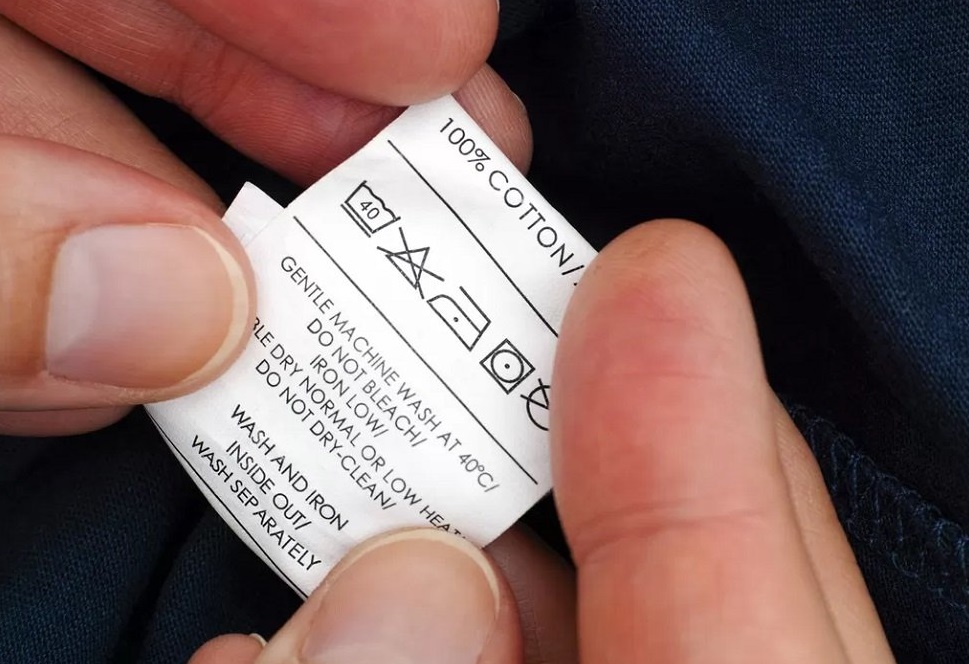 100% COTTON/
40
GENTLE MACHINE WASH AT 40°C/
DO NOT BLEACH/
IRON LOW/
DRY NORMAL OR LOW HEAT/
DO NOT DRY-CLEAN/
WASH AND IRON
INSIDE OUT/
WASH SEPARATELY